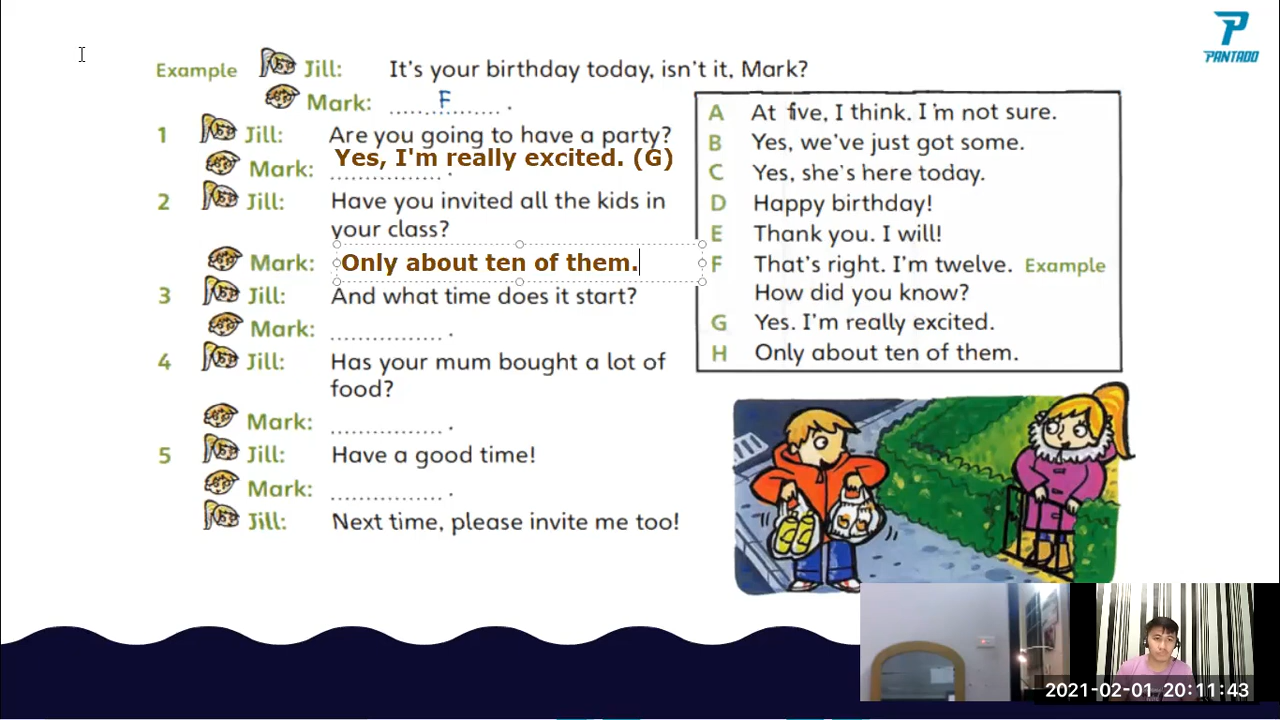 PANTADO
Example Jill: It's your birthday today, isn't it, Mark?
Mark: ......F...... .
1 Jill: Are you going to have a party?
Mark: Yes, I'm really excited. (G)
2 Jill: Have you invited all the kids in
your class?
Mark: Only about ten of them.
3 Jill: And what time does it start?
Mark: ................ .
4 Jill: Has your mum bought a lot of
food?
Mark: ................ .
5 Jill: Have a good time!
Mark: ................ .
Jill: Next time, please invite me too!
A At five, I think. I'm not sure.
B Yes, we've just got some.
C Yes, she's here today.
D Happy birthday!
E Thank you. I will!
F That's right. I'm twelve. Example
How did you know?
G Yes. I'm really excited.
H Only about ten of them.
2021-02-01 20:11:43